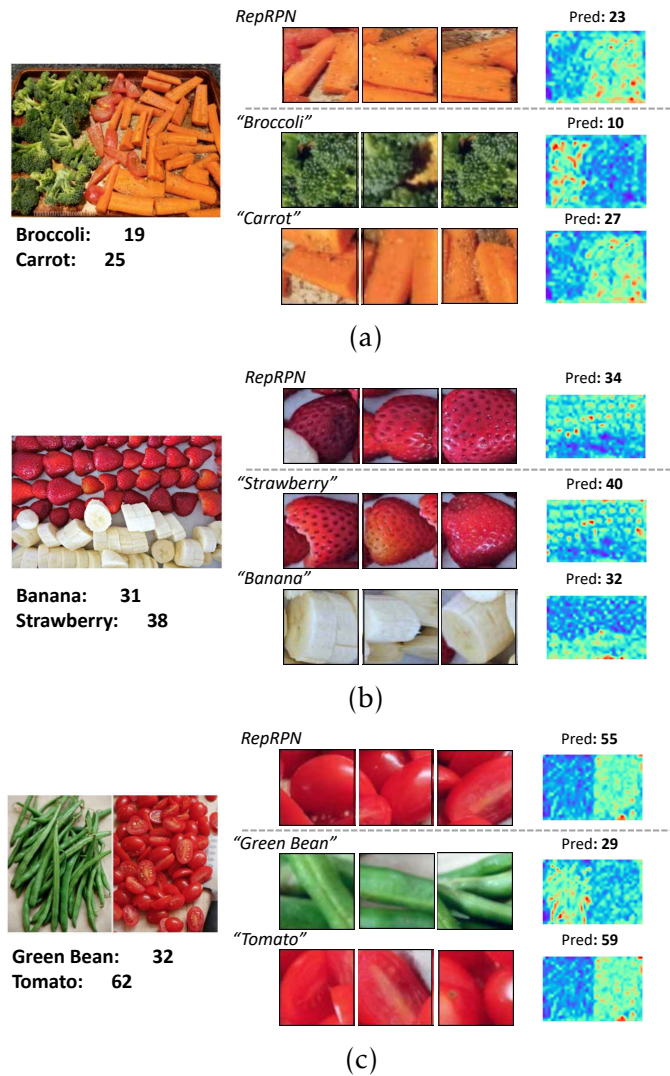 RepRPN
Pred: 23
"Broccoli"
Pred: 10
"Carrot"
Pred: 27
Broccoli: 19
Carrot: 25
(a)
RepRPN
Pred: 34
"Strawberry"
Pred: 40
"Banana"
Pred: 32
Banana: 31
Strawberry: 38
(b)
RepRPN
Pred: 55
"Green Bean"
Pred: 29
"Tomato"
Pred: 59
Green Bean: 32
Tomato: 62
(c)